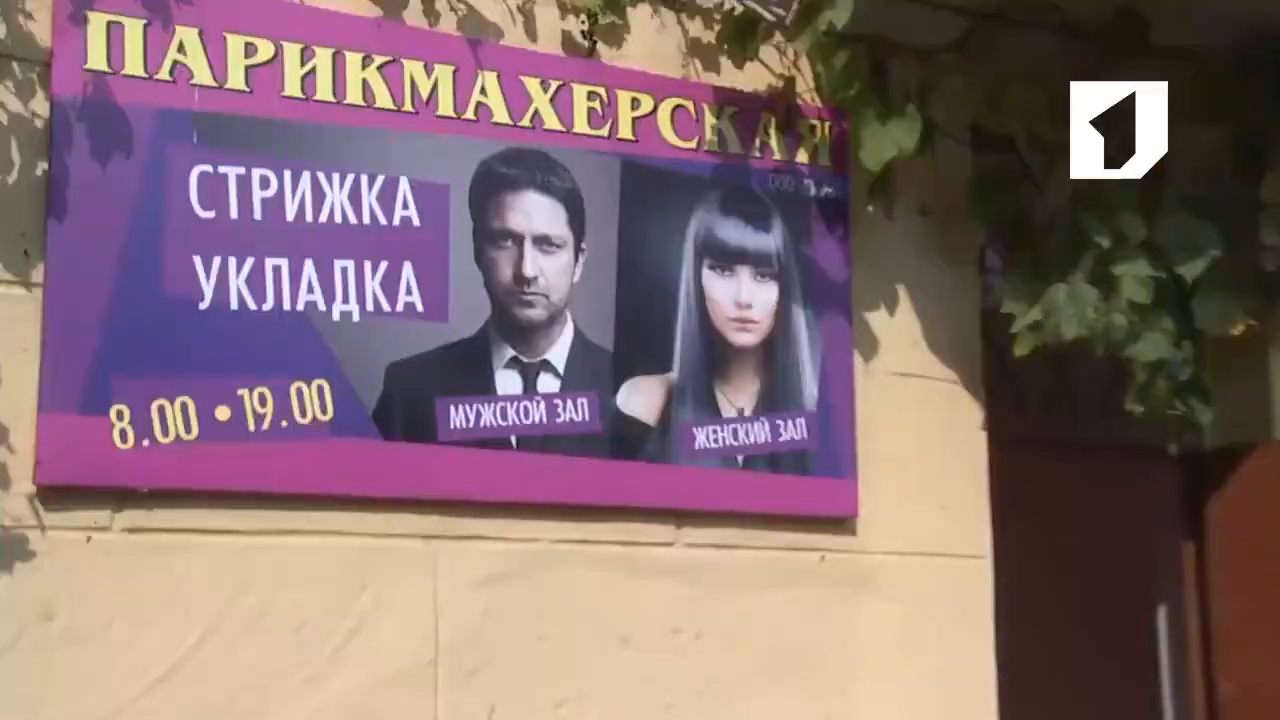 ПАРИКМАХЕРСКАЯ
СТРИЖКА
УКЛАДКА
8.00 • 19.00
МУЖСКОЙ ЗАЛ
ЖЕНСКИЙ ЗАЛ